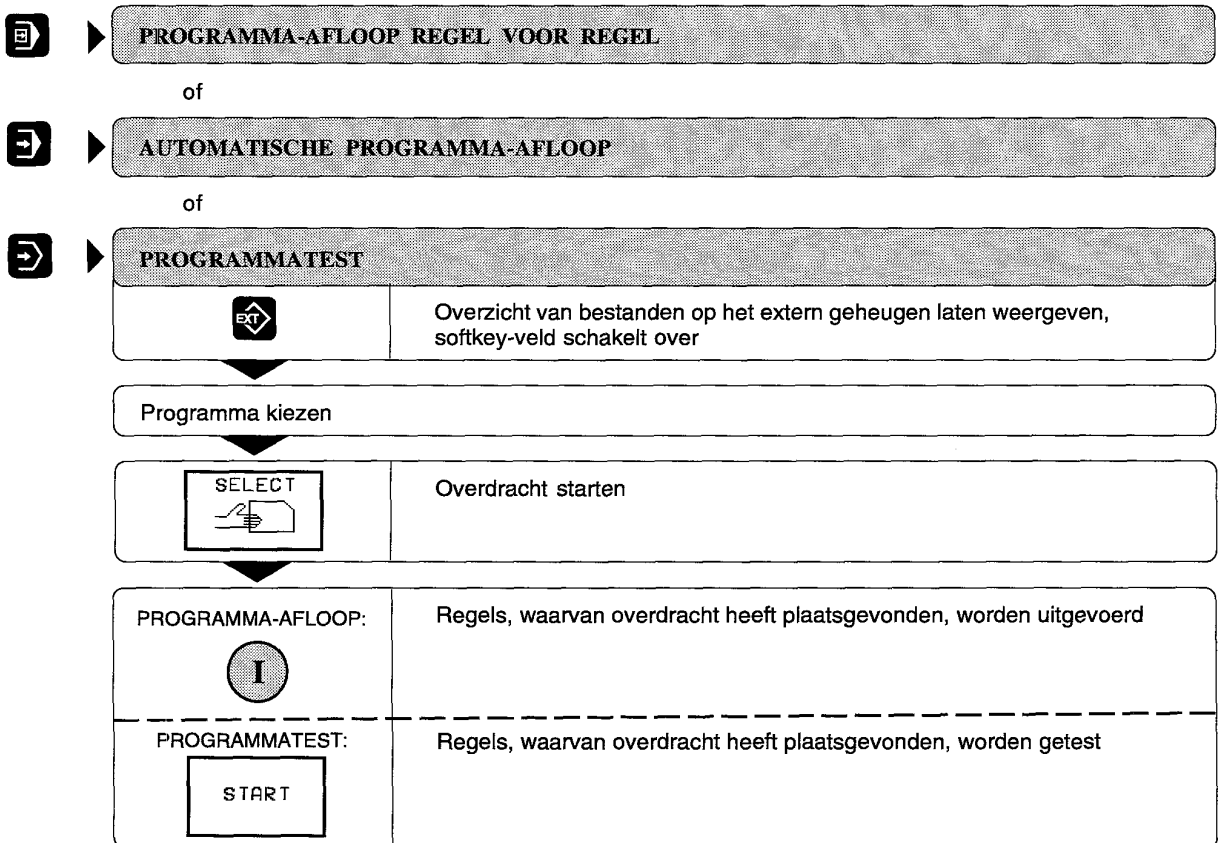 PROGRAMMA-AFLOOP REGEL VOOR REGEL
of
AUTOMATISCHE PROGRAMMA-AFLOOP
of
PROGRAMMATEST
EXT
Overzicht van bestanden op het extern geheugen laten weergeven,
softkey-veld schakelt over
Programma kiezen
SELECT
Overdracht starten
PROGRAMMA-AFLOOP:
Regels, waarvan overdracht heeft plaatsgevonden, worden uitgevoerd
I
PROGRAMMATEST:
Regels, waarvan overdracht heeft plaatsgevonden, worden getest
START